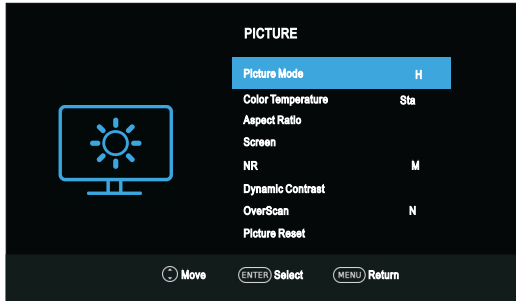 PICTURE
Picture Mode H
Color Temperature Sta
Aspect Ratio
Screen
NR M
Dynamic Contrast
OverScan N
Picture Reset
Move ENTER Select MENU Return